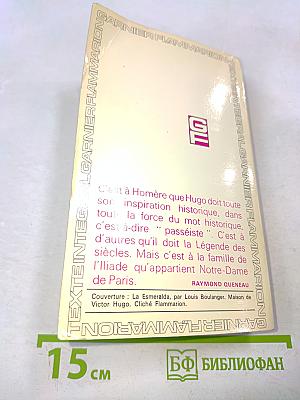 GARNIER FLAMMARION
TEXTE INTEGRAL
GARNIER FLAMMARION
GF
C'est à Homère que Hugo doit toute
son inspiration historique, dans
toute la force du mot historique,
c'est-à-dire " passéiste ". C'est à
d'autres qu'il doit la Légende des
siècles. Mais c'est à la famille de
l'Iliade qu'appartient Notre-Dame
de Paris.
RAYMOND QUENEAU
Couverture : La Esmeralda, par Louis Boulanger. Maison de
Victor Hugo. Cliché Flammarion.
GARNIER FLAMMARION
15 СМ
БФ БИБЛИОФАН